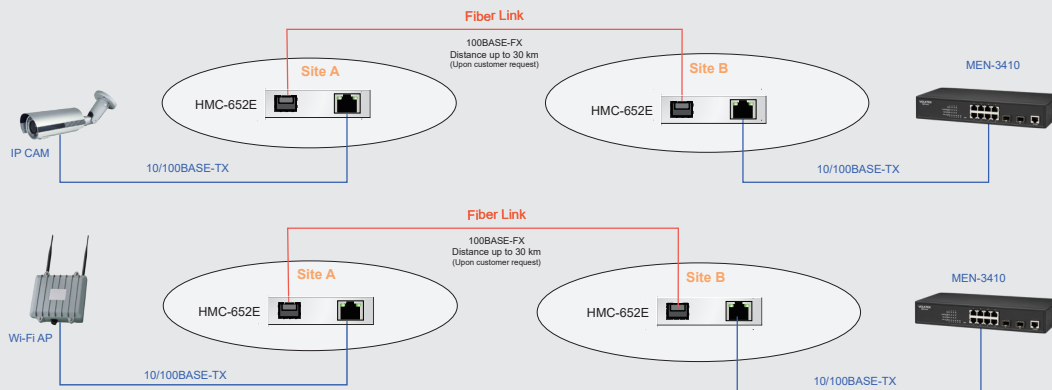 Fiber Link
100BASE-FX
Distance up to 30 km
(Upon customer request)
Site A
Site B
MEN-3410
HMC-652E
HMC-652E
IP CAM
10/100BASE-TX
10/100BASE-TX
Fiber Link
100BASE-FX
Distance up to 30 km
(Upon customer request)
Site A
Site B
MEN-3410
HMC-652E
HMC-652E
Wi-Fi AP
10/100BASE-TX
10/100BASE-TX